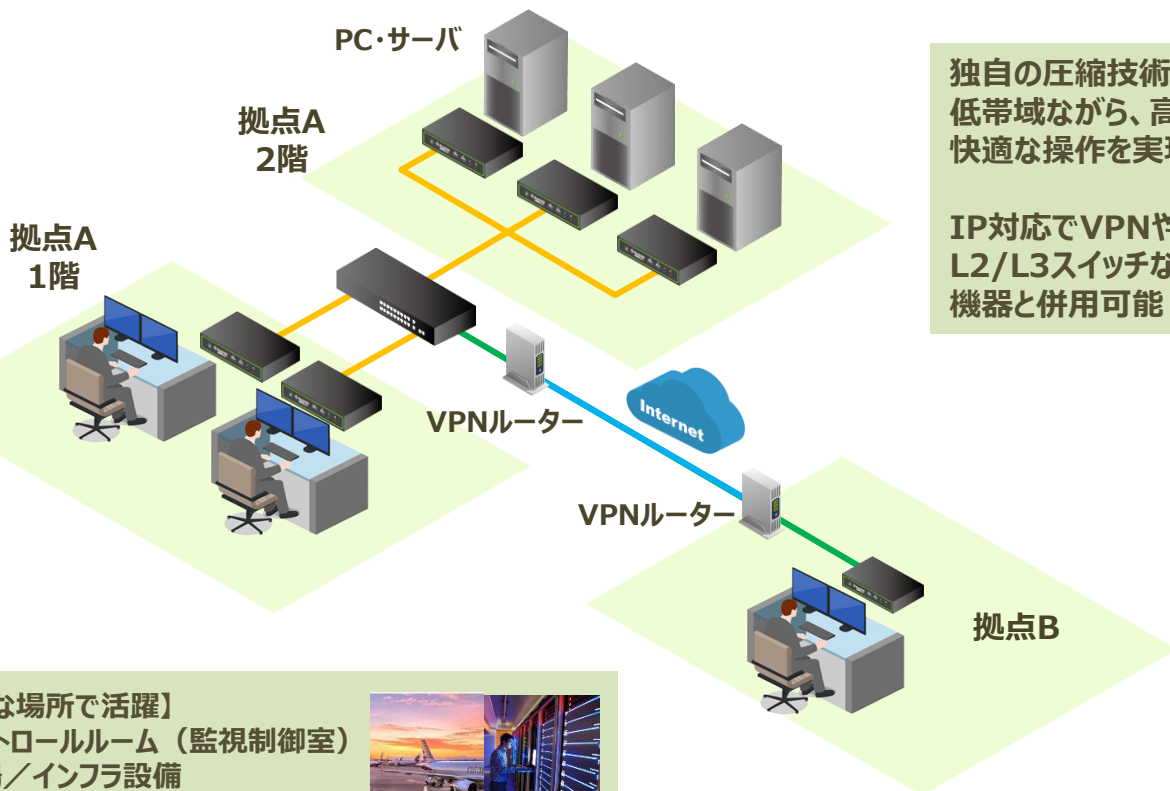 PC・サーバ
拠点A
2階
拠点A
1階
独自の圧縮技術
低帯域ながら、高
快適な操作を実現
IP対応でVPNや
L2/L3スイッチな
機器と併用可能
Internet
VPNルーター
VPNルーター
拠点B
な場所で活躍】
トロールルーム（監視制御室）
／インフラ設備